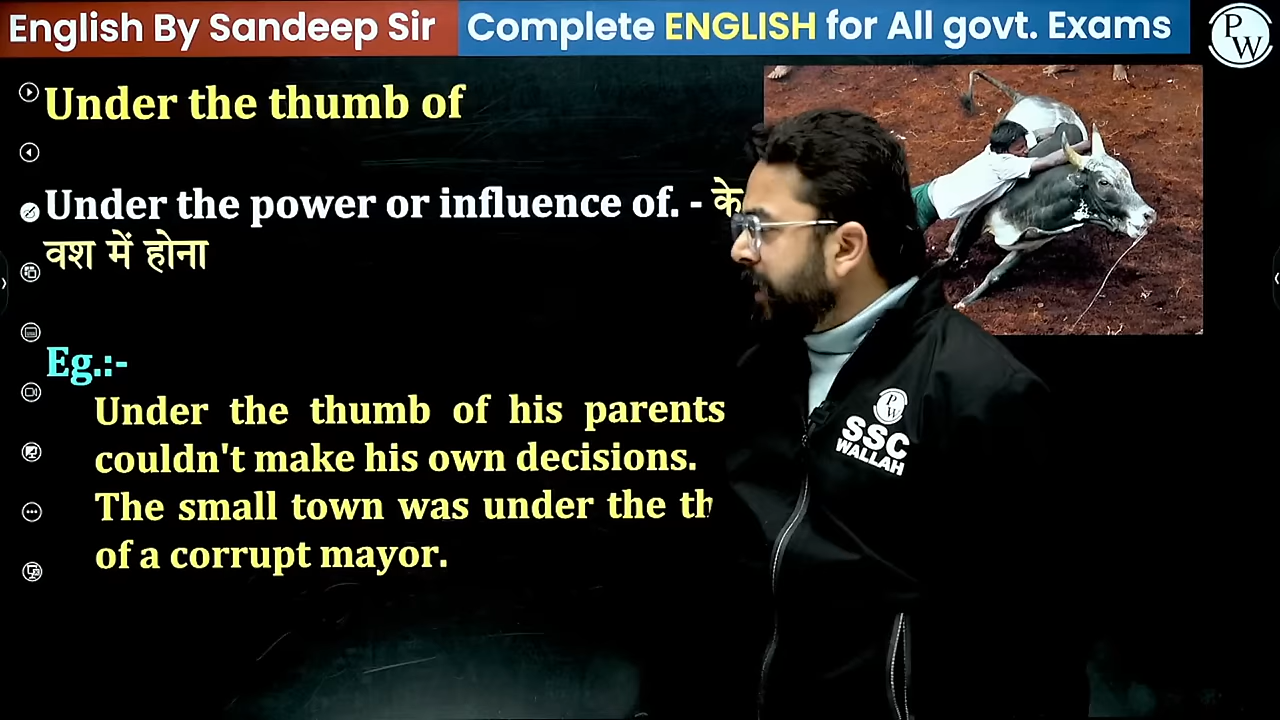 English By Sandeep Sir
Complete ENGLISH for All govt. Exams
PW
Under the thumb of
Under the power or influence of. - के
वश में होना
Eg.:-
Under the thumb of his parents
couldn't make his own decisions.
The small town was under the
of a corrupt mayor.
PW
SSC
WALLAH